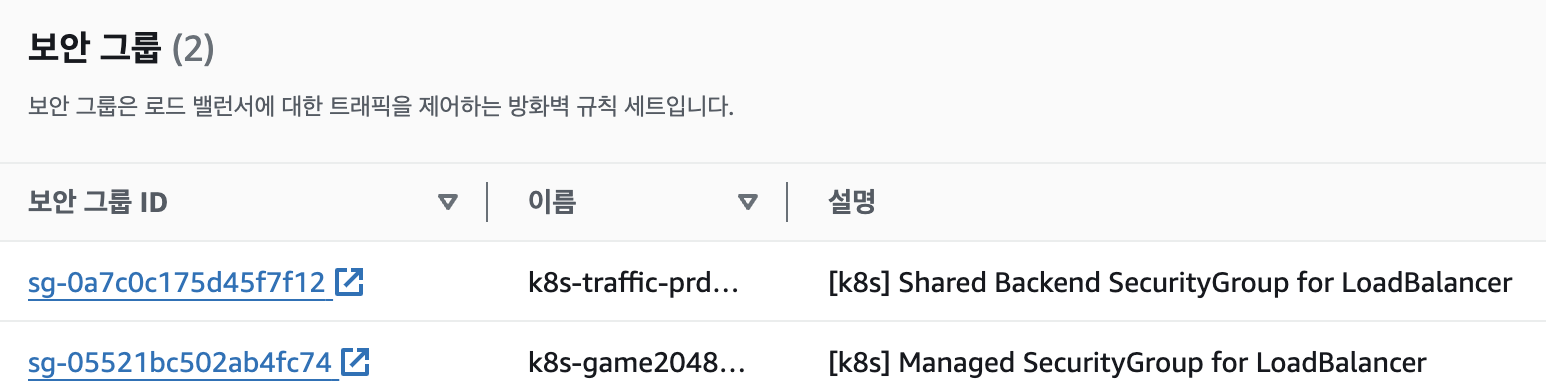 보안 그룹 (2)
보안 그룹은 로드 밸런서에 대한 트래픽을 제어하는 방화벽 규칙 세트입니다.
보안 그룹 ID 이름 설명
sg-0a7c0c175d45f7f12 k8s-traffic-prd... [k8s] Shared Backend SecurityGroup for LoadBalancer
sg-05521bc502ab4fc74 k8s-game2048... [k8s] Managed SecurityGroup for LoadBalancer